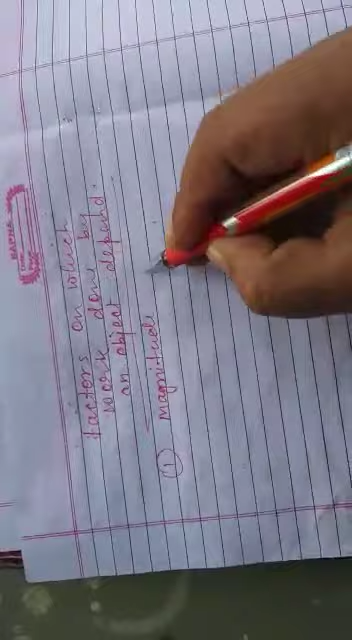 Factors on which
work done by
an object depend.
① Magnitude